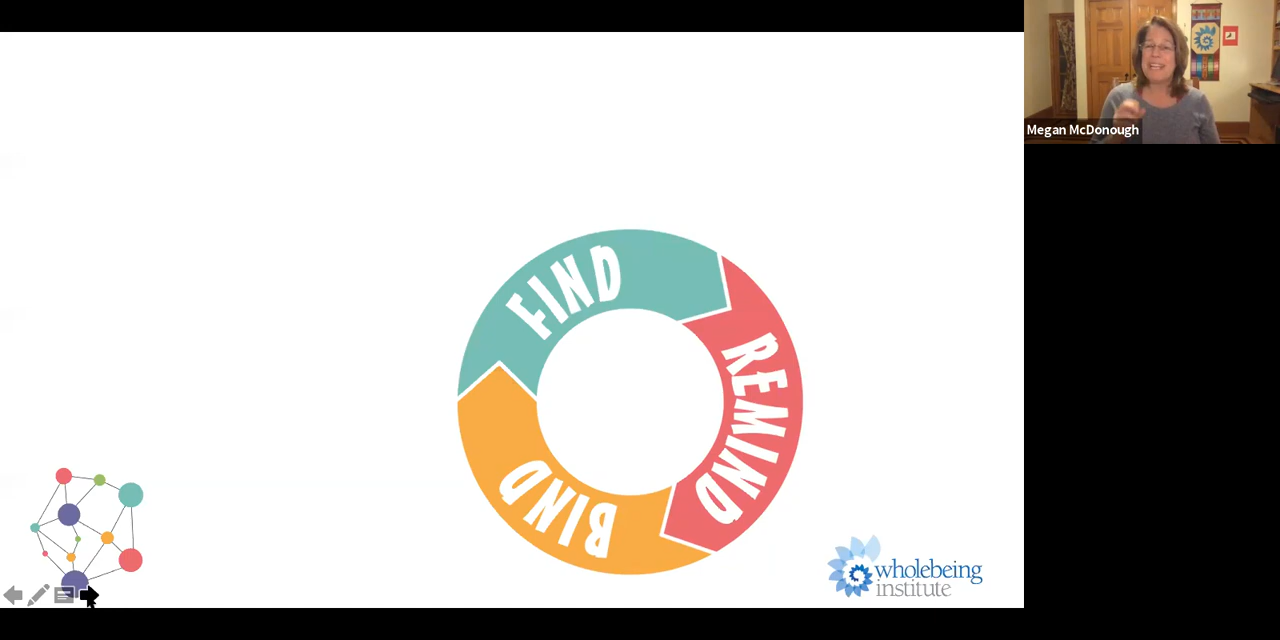 Megan McDonough
FIND
REMIND
BIND
wholebeing
institute